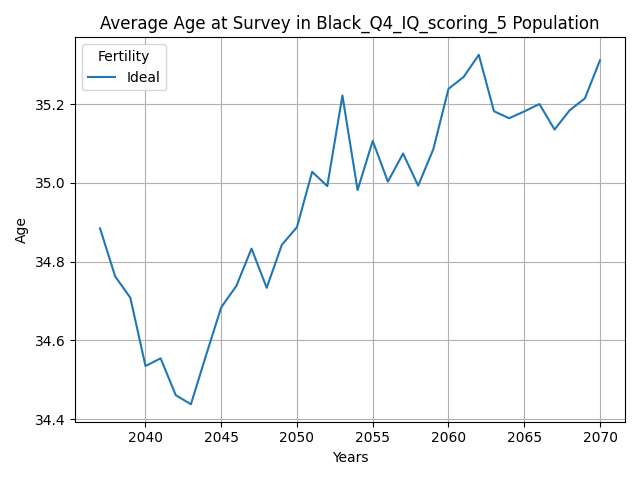 Average Age at Survey in Black_Q4_IQ_scoring_5 Population
Fertility
Ideal
35.2
35.0
34.8
34.6
34.4
Age
2040 2045 2050 2055 2060 2065 2070
Years